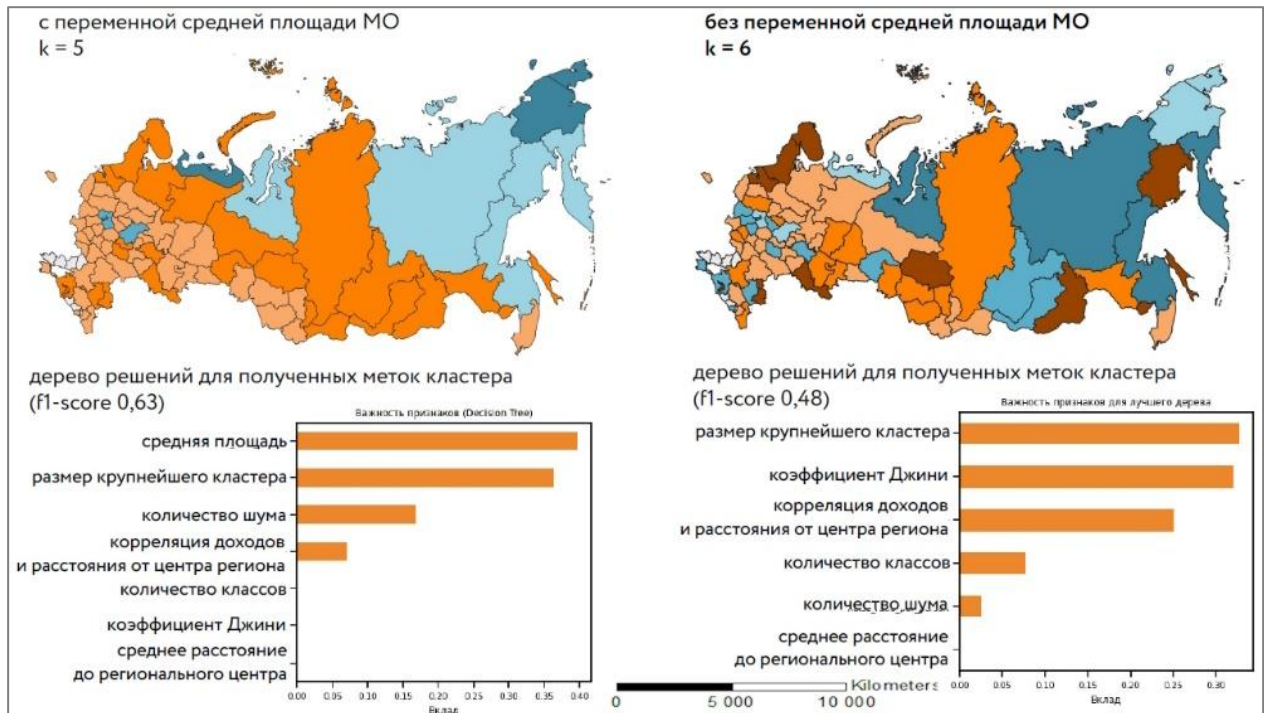 с переменной средней площади МО
k = 5
без переменной средней площади МО
k = 6
дерево решений для полученных меток кластера
(f1-score 0,63)
Важность признаков (Decision Tree)
средняя площадь
размер крупнейшего кластера
количество шума
корреляция доходов
и расстояния от центра региона
количество классов
коэффициент Джини
среднее расстояние
до регионального центра
0.00 0.05 0.10 0.15 0.20 0.25 0.30 0.35 0.40
Вклад
дерево решений для полученных меток кластера
(f1-score 0,48)
Важность признаков для лучшего дерева
размер крупнейшего кластера
коэффициент Джини
корреляция доходов
и расстояния от центра региона
количество классов
количество шума
среднее расстояние
до регионального центра
0.00 0.05 0.10 0.15 0.20 0.25 0.30
Вклад
Kilometers
0 5 000 10 000